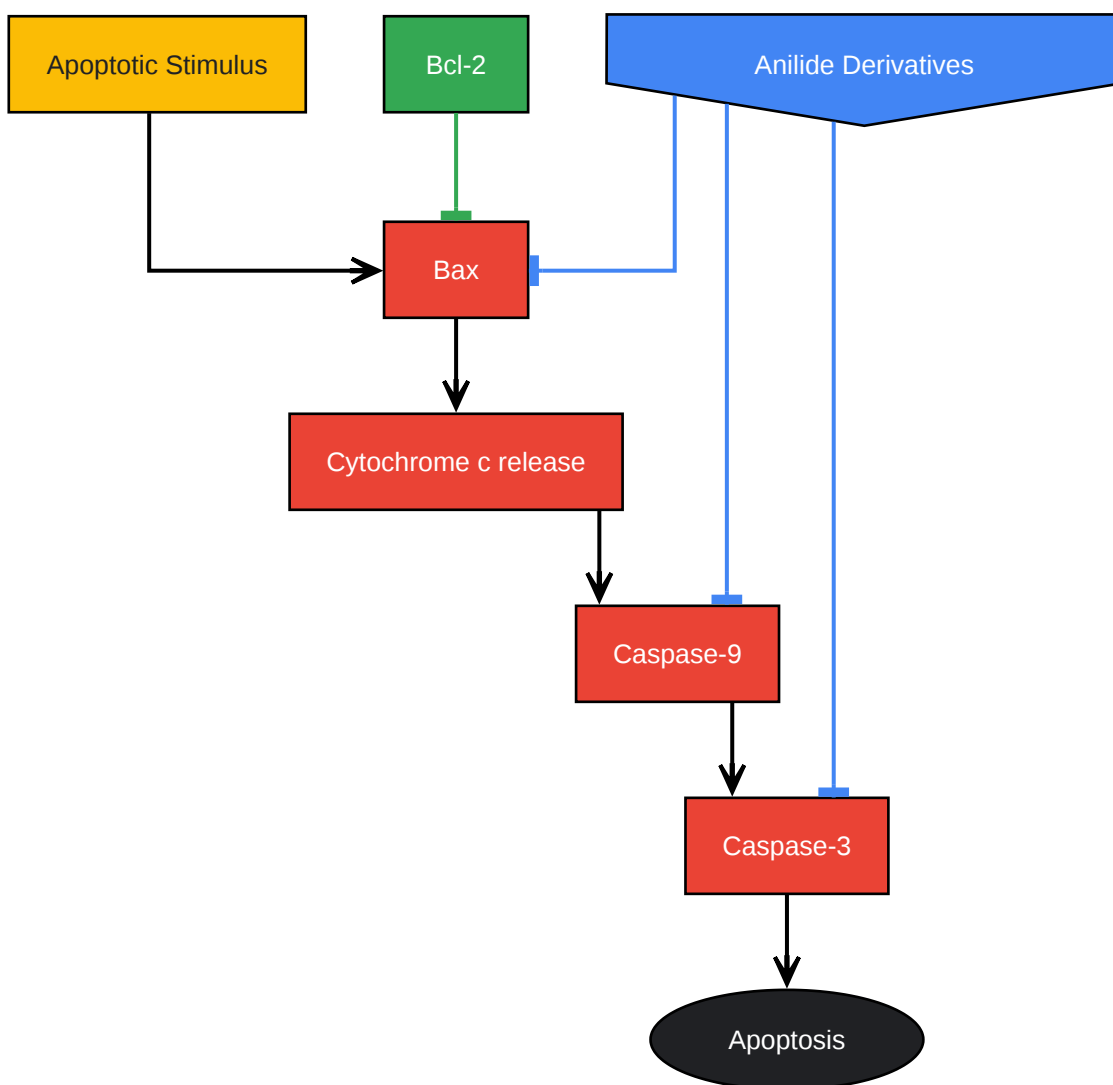 Apoptotic Stimulus
Bcl-2
Anilide Derivatives
Bax
Cytochrome c release
Caspase-9
Caspase-3
Apoptosis